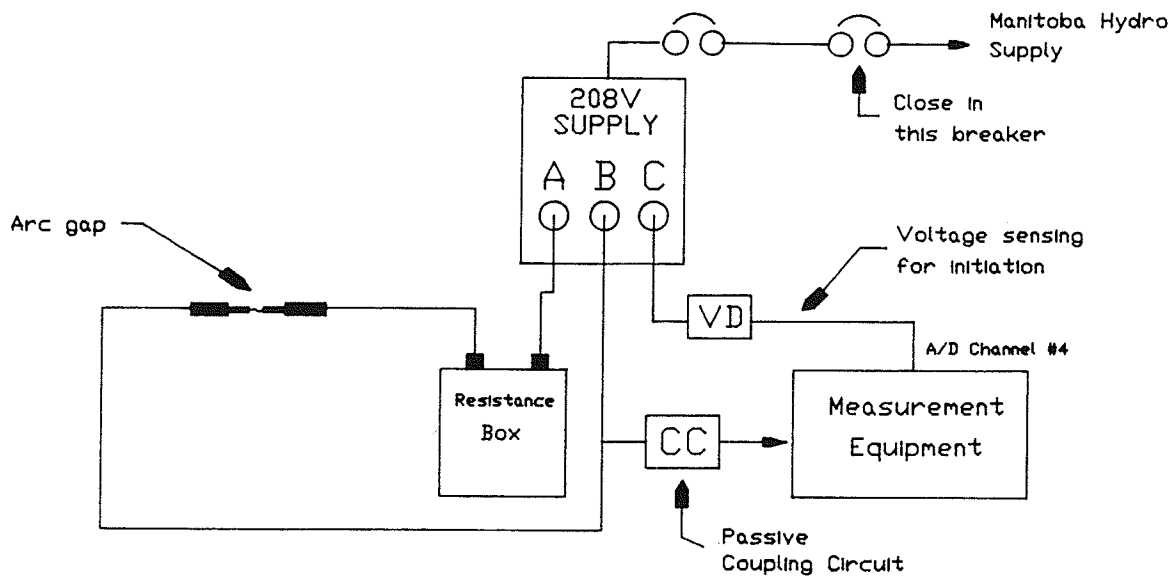 Manitoba Hydro
Supply
208V
SUPPLY
Close in
this breaker
A B C
Arc gap
Voltage sensing
for initiation
VD
A/D Channel #4
Resistance
Box
Measurement
Equipment
CC
Passive
Coupling Circuit